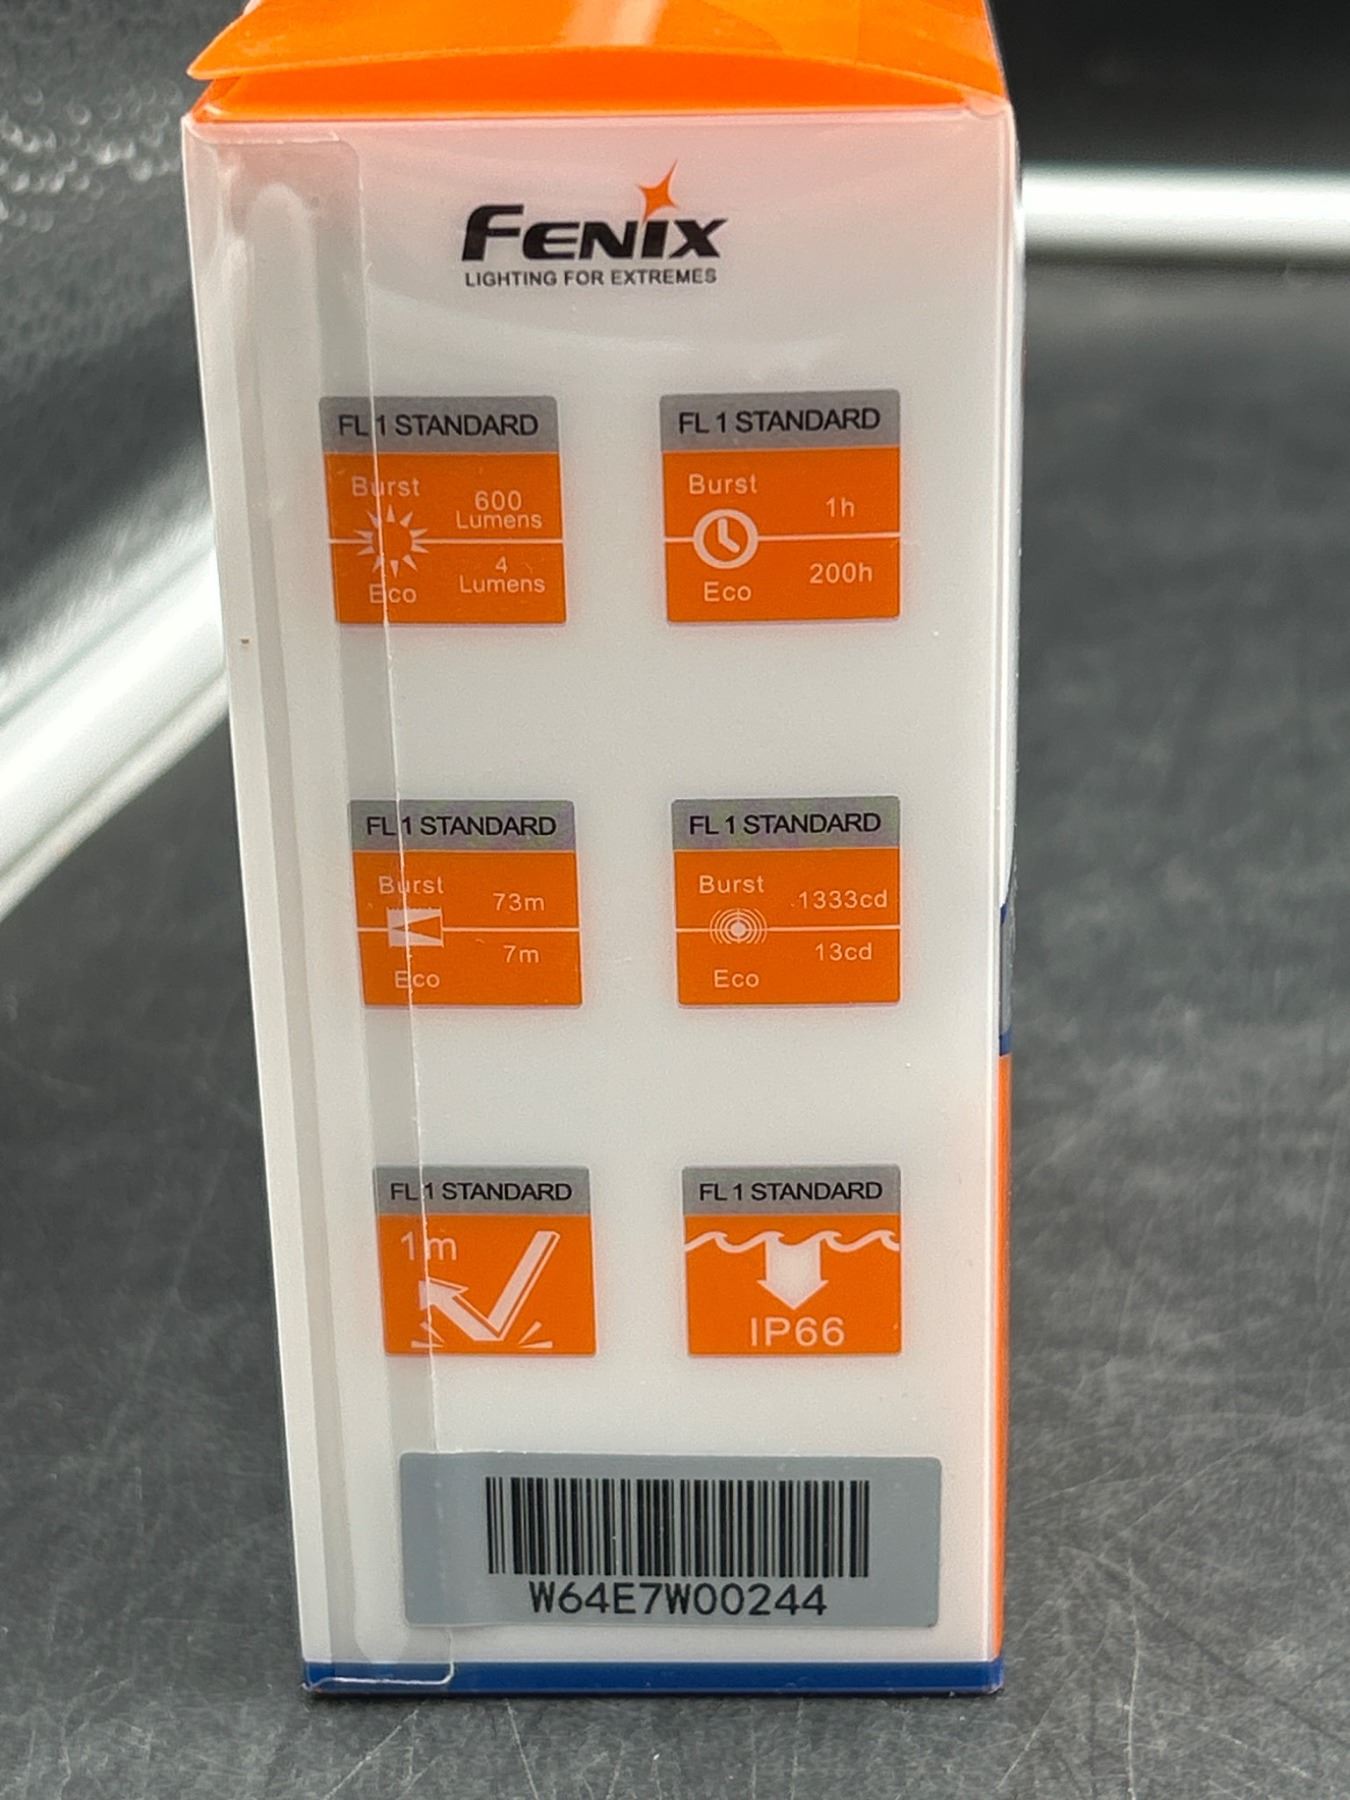 FENIX
LIGHTING FOR EXTREMES
FL 1 STANDARD
Burst
600
Lumens
4
Lumens
Eco
FL 1 STANDARD
Burst
1h
200h
Eco
FL 1 STANDARD
Burst
73m
7m
Eco
FL 1 STANDARD
Burst
1333cd
13cd
Eco
FL 1 STANDARD
1m
FL 1 STANDARD
IP66
W64E7W00244